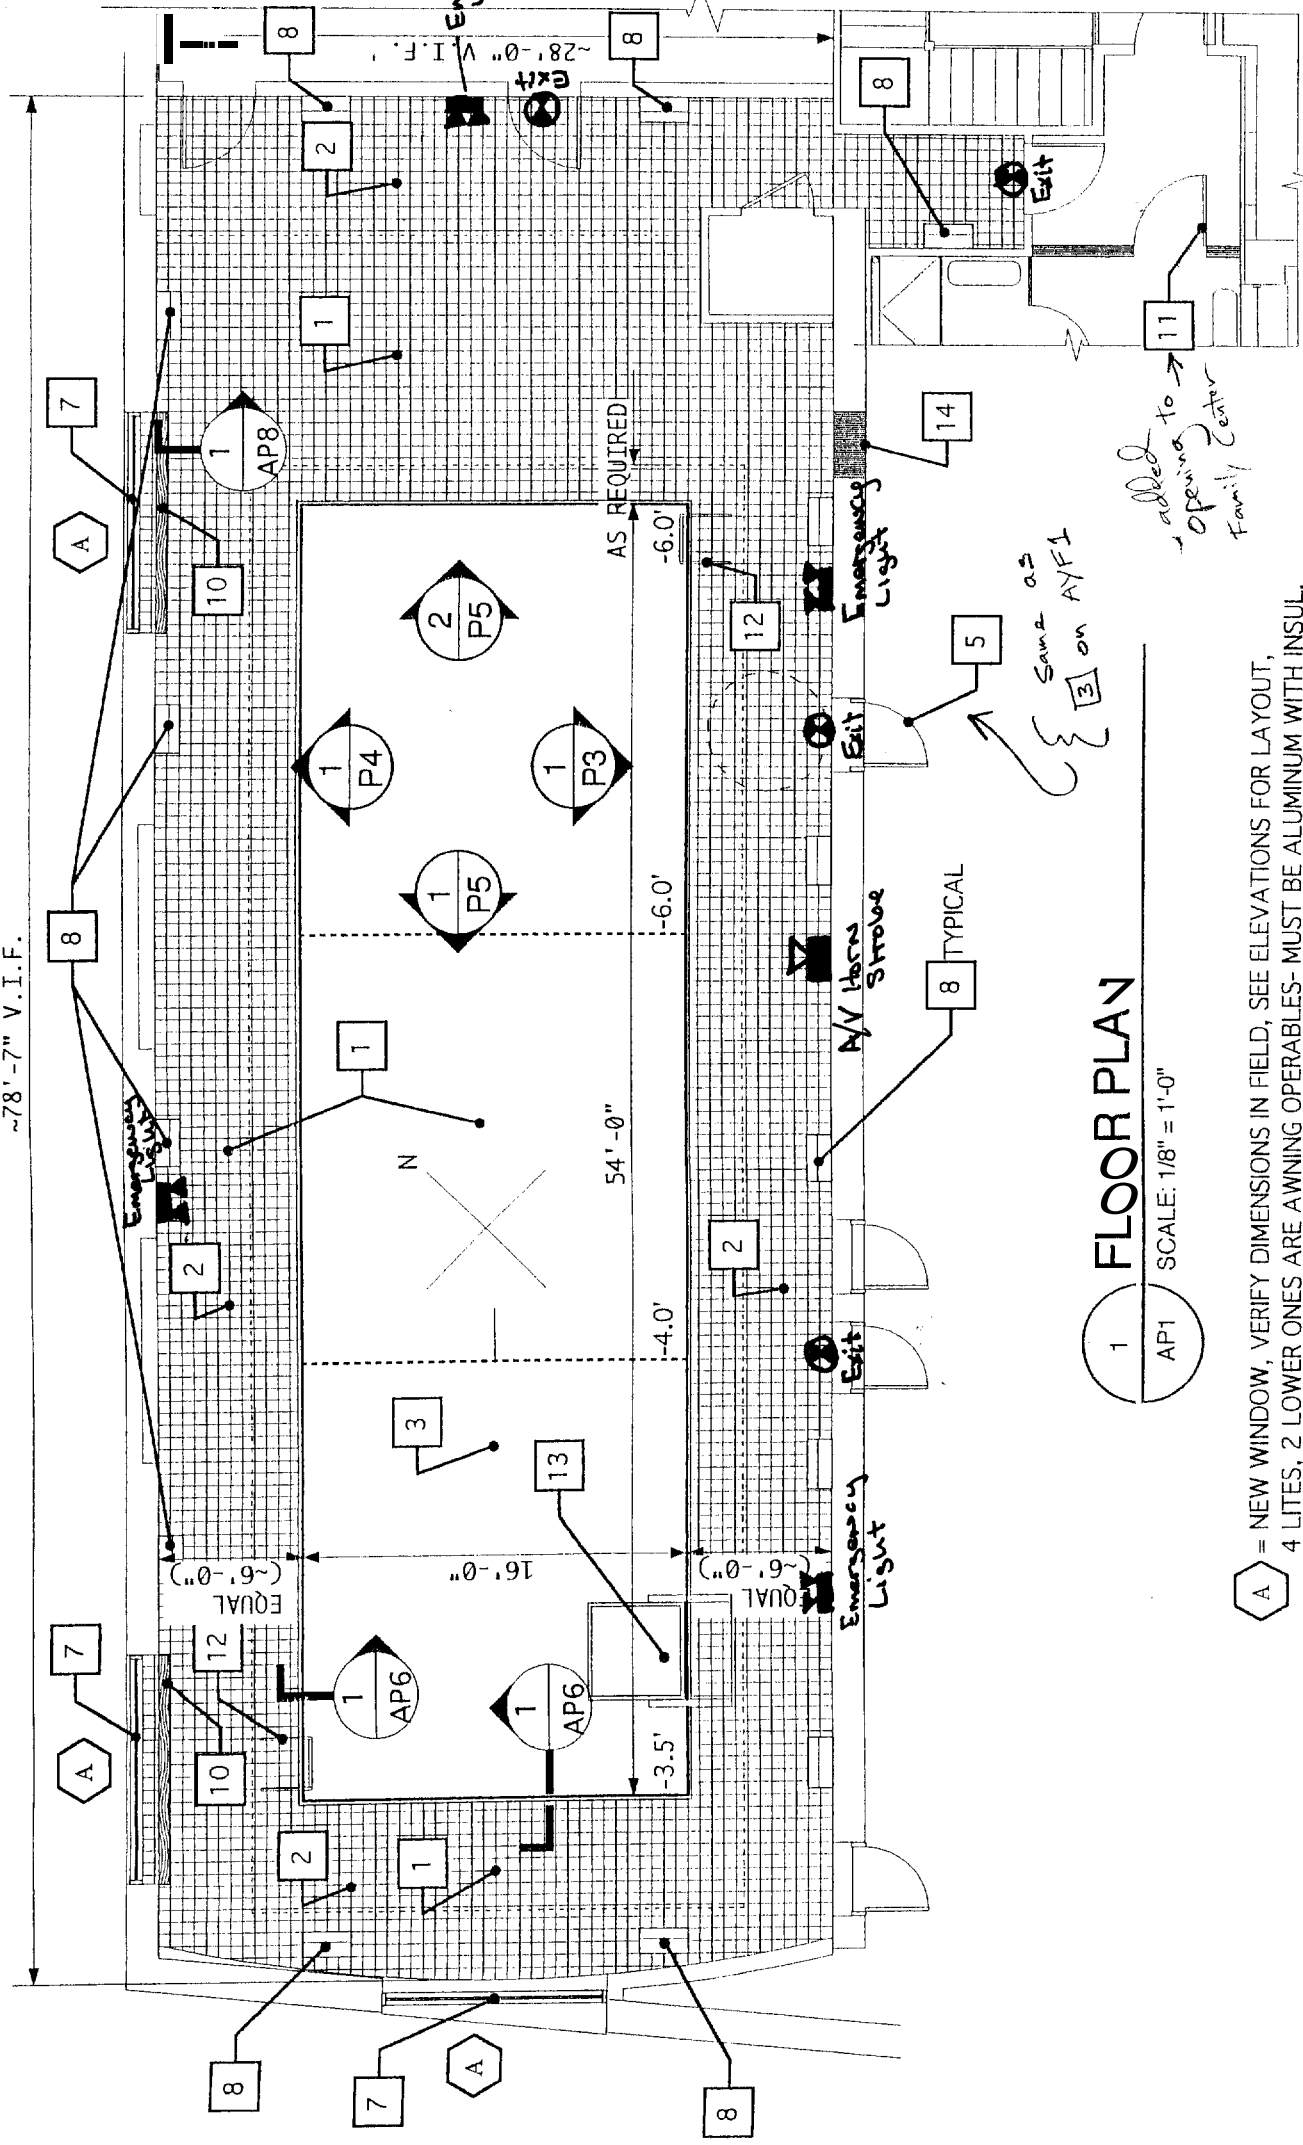 ~78'-7" V.I.F.
~28'-0" V.I.F.
8
8
8
8
7
7
A
A
8
2
1
Exit
Exit
1
AP8
10
AS REQUIRED
Emergency
Light
2
1
12
10
EQUAL
(~6'-0")
1
P4
2
P5
1
P3
1
P5
-6.0'
-6.0'
-4.0'
-3.5'
N
54'-0"
16'-0"
3
13
1
AP6
1
AP6
2
1
12
2
EQUAL
(~6'-0")
Emergency
Light
Exit
A/V Horn
Strobe
Exit
Emergency
Light
14
11
added
opening to
Family Center
5
Same as
3 on AYF1
8 TYPICAL
8
7
A
8
1
AP1
FLOOR PLAN
SCALE: 1/8" = 1'-0"
A = NEW WINDOW, VERIFY DIMENSIONS IN FIELD, SEE ELEVATIONS FOR LAYOUT,
4 LITES, 2 LOWER ONES ARE AWNING OPERABLES- MUST BE ALUMINUM WITH INSUL.